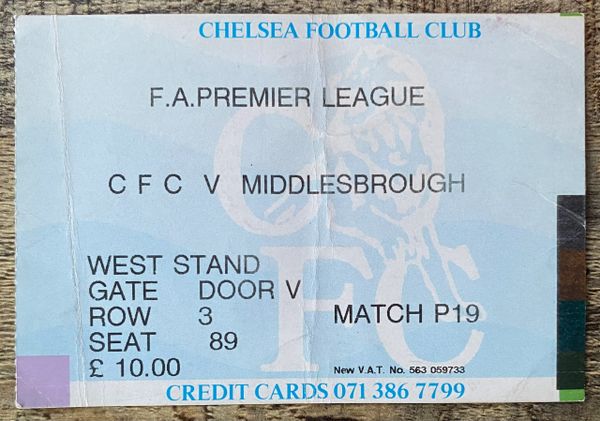 CHELSEA FOOTBALL CLUB
F.A.PREMIER LEAGUE
C F C V MIDDLESBROUGH
WEST STAND
GATE DOOR V
ROW 3 MATCH P19
SEAT 89
£ 10.00 New V.A.T. No. 563 059733
CREDIT CARDS 071 386 7799
CFC